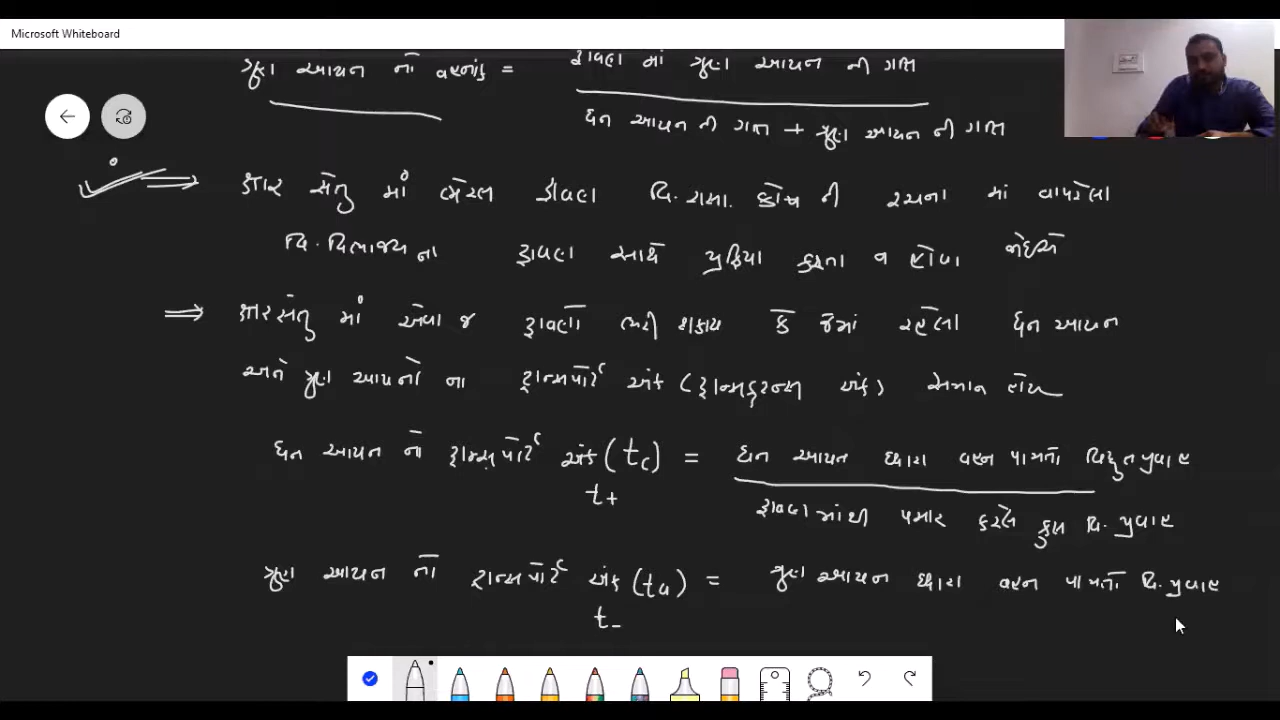 Microsoft Whiteboard
ઋણ આયન નો વહનાંક = દ્રાવણ માં ઋણ આયન ની ગતિ
ધન આયન ની ગતિ + ઋણ આયન ની ગતિ
ક્ષાર સેતુ માં ભરેલ દ્રાવણ વિ.રાસા. કોષ ની રચના માં વાપરેલા
વિ.વિભાજ્ય ના દ્રાવણ સાથે પ્રક્રિયા કરતા ન હોવા જોઈએ
ક્ષારસેતુ માં એવા જ દ્રાવણો ભરી શકાય કે જેમાં રહેલા ધન આયન
અને ઋણ આયનો ના ટ્રાન્સપોર્ટ અંક (ટ્રાન્સફરન્સ અંક) સમાન હોય
ધન આયન નો ટ્રાન્સપોર્ટ અંક (tc) = ધન આયન દ્વારા વહન પામતો વિદ્યુતપ્રવાહ
t+
દ્રાવણમાંથી પસાર કરેલ કુલ વિ. પ્રવાહ
ઋણ આયન નો ટ્રાન્સપોર્ટ અંક (ta) = ઋણ આયન દ્વારા વહન પામતો વિ.પ્રવાહ
t-